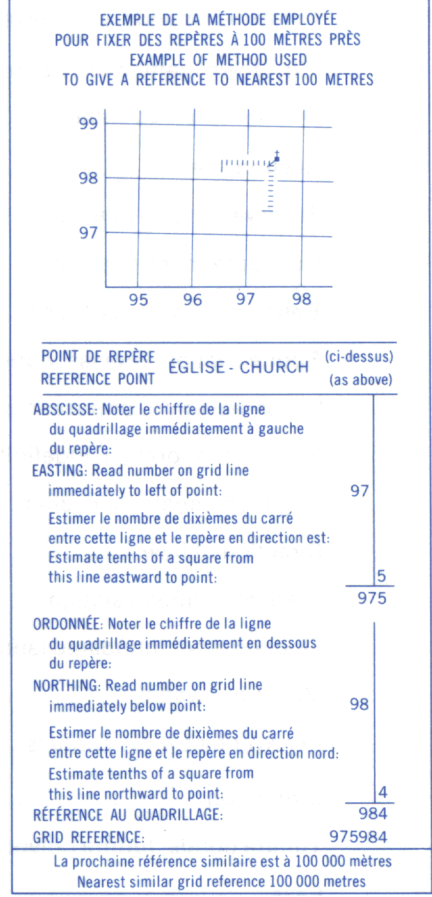 EXEMPLE DE LA MÉTHODE EMPLOYÉE
POUR FIXER DES REPÈRES À 100 MÈTRES PRÈS
EXAMPLE OF METHOD USED
TO GIVE A REFERENCE TO NEAREST 100 METRES
99
98
97
95 96 97 98
POINT DE REPÈRE
REFERENCE POINT
ÉGLISE - CHURCH
(ci-dessus)
(as above)
ABSCISSE: Noter le chiffre de la ligne
du quadrillage immédiatement à gauche
du repère:
EASTING: Read number on grid line
immediately to left of point: 97
Estimer le nombre de dixièmes du carré
entre cette ligne et le repère en direction est:
Estimate tenths of a square from
this line eastward to point: 5
975
ORDONNÉE: Noter le chiffre de la ligne
du quadrillage immédiatement en dessous
du repère:
NORTHING: Read number on grid line
immediately below point: 98
Estimer le nombre de dixièmes du carré
entre cette ligne et le repère en direction nord:
Estimate tenths of a square from
this line northward to point: 4
RÉFÉRENCE AU QUADRILLAGE: 984
GRID REFERENCE: 975984
La prochaine référence similaire est à 100 000 mètres
Nearest similar grid reference 100 000 metres